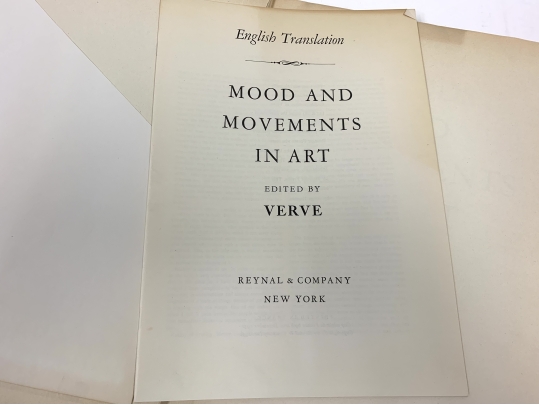 English Translation
MOOD AND
MOVEMENTS
IN ART
EDITED BY
VERVE
REYNAL & COMPANY
NEW YORK